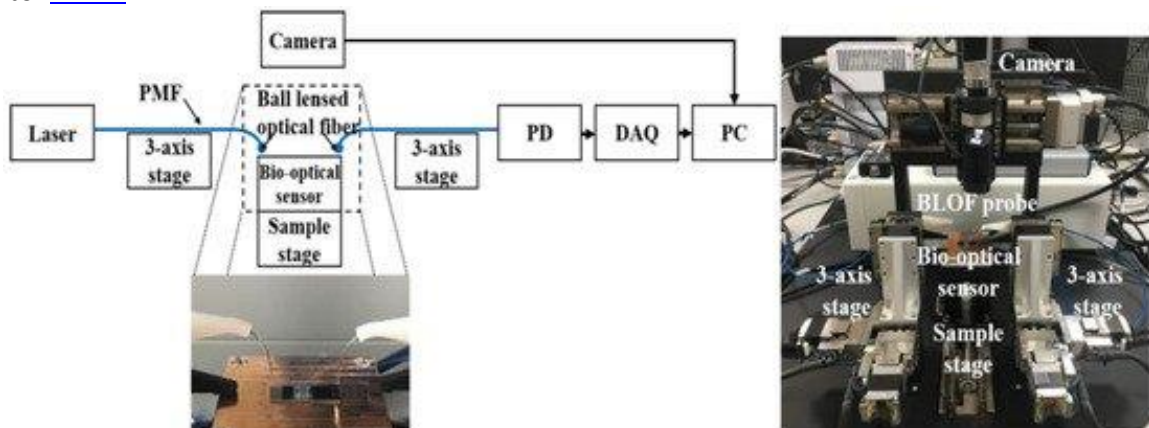 Camera
PMF
Ball lensed
optical fiber
Laser
3-axis
stage
Bio-optical
sensor
Sample
stage
3-axis
stage
PD
DAQ
PC
Camera
BLOF probe
Bio-optical
sensor
3-axis
stage
3-axis
stage
Sample
stage